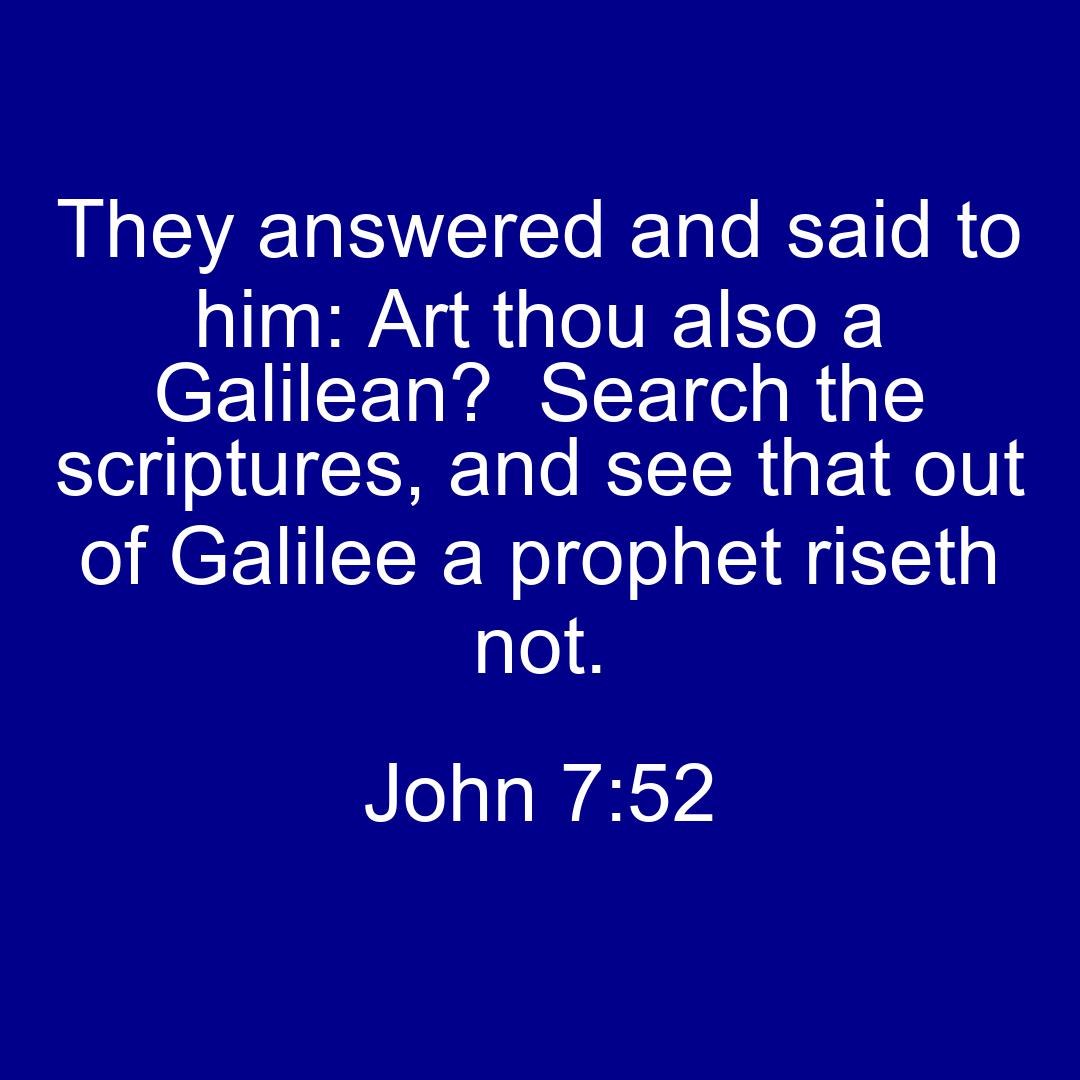 They answered and said to
him: Art thou also a
Galilean?  Search the
scriptures, and see that out
of Galilee a prophet riseth
not.
John 7:52